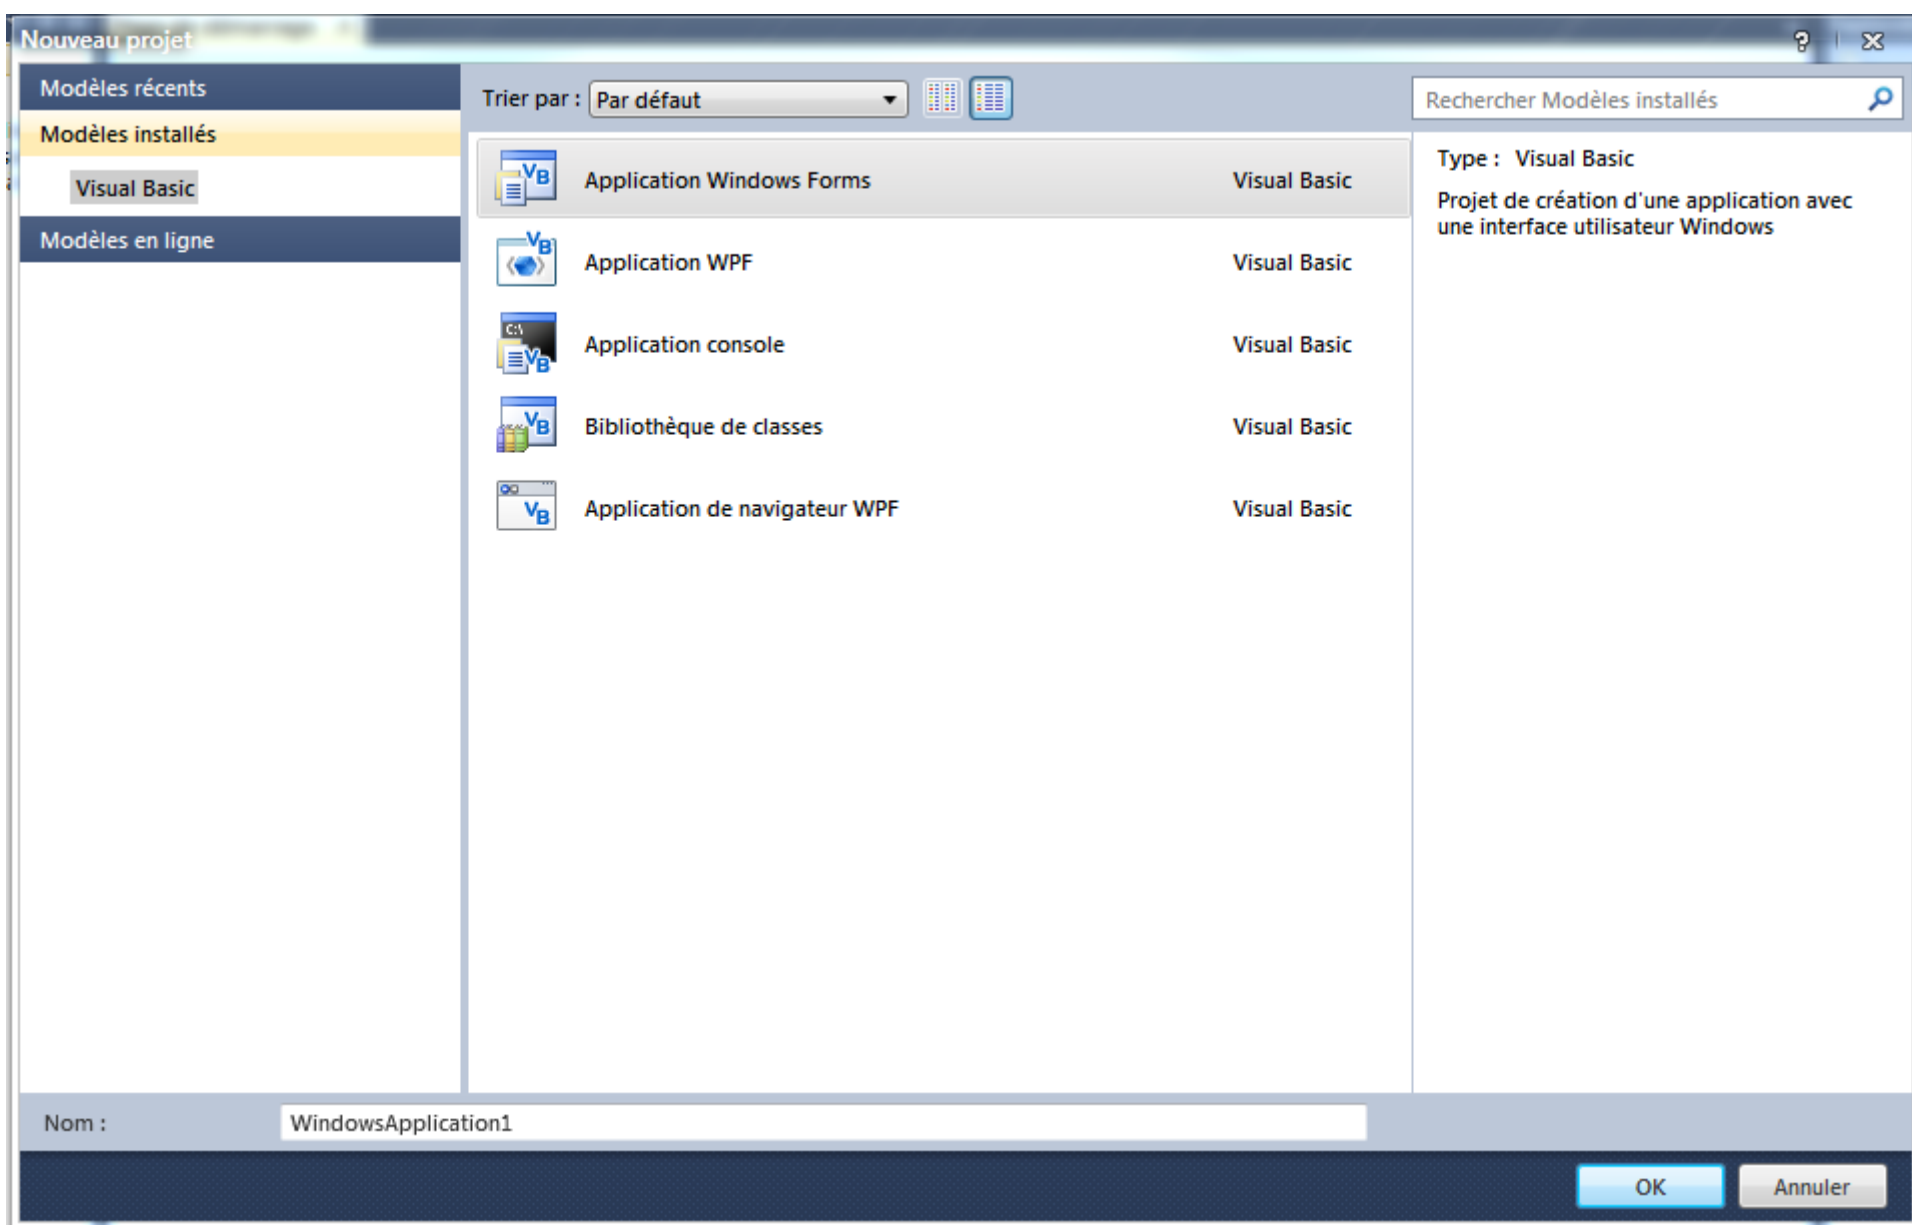 Nouveau projet
Modèles récents
Modèles installés
Visual Basic
Modèles en ligne
Trier par : Par défaut
Rechercher Modèles installés
Application Windows Forms Visual Basic
Application WPF Visual Basic
Application console Visual Basic
Bibliothèque de classes Visual Basic
Application de navigateur WPF Visual Basic
Type : Visual Basic
Projet de création d'une application avec
une interface utilisateur Windows
Nom : WindowsApplication1
OK Annuler